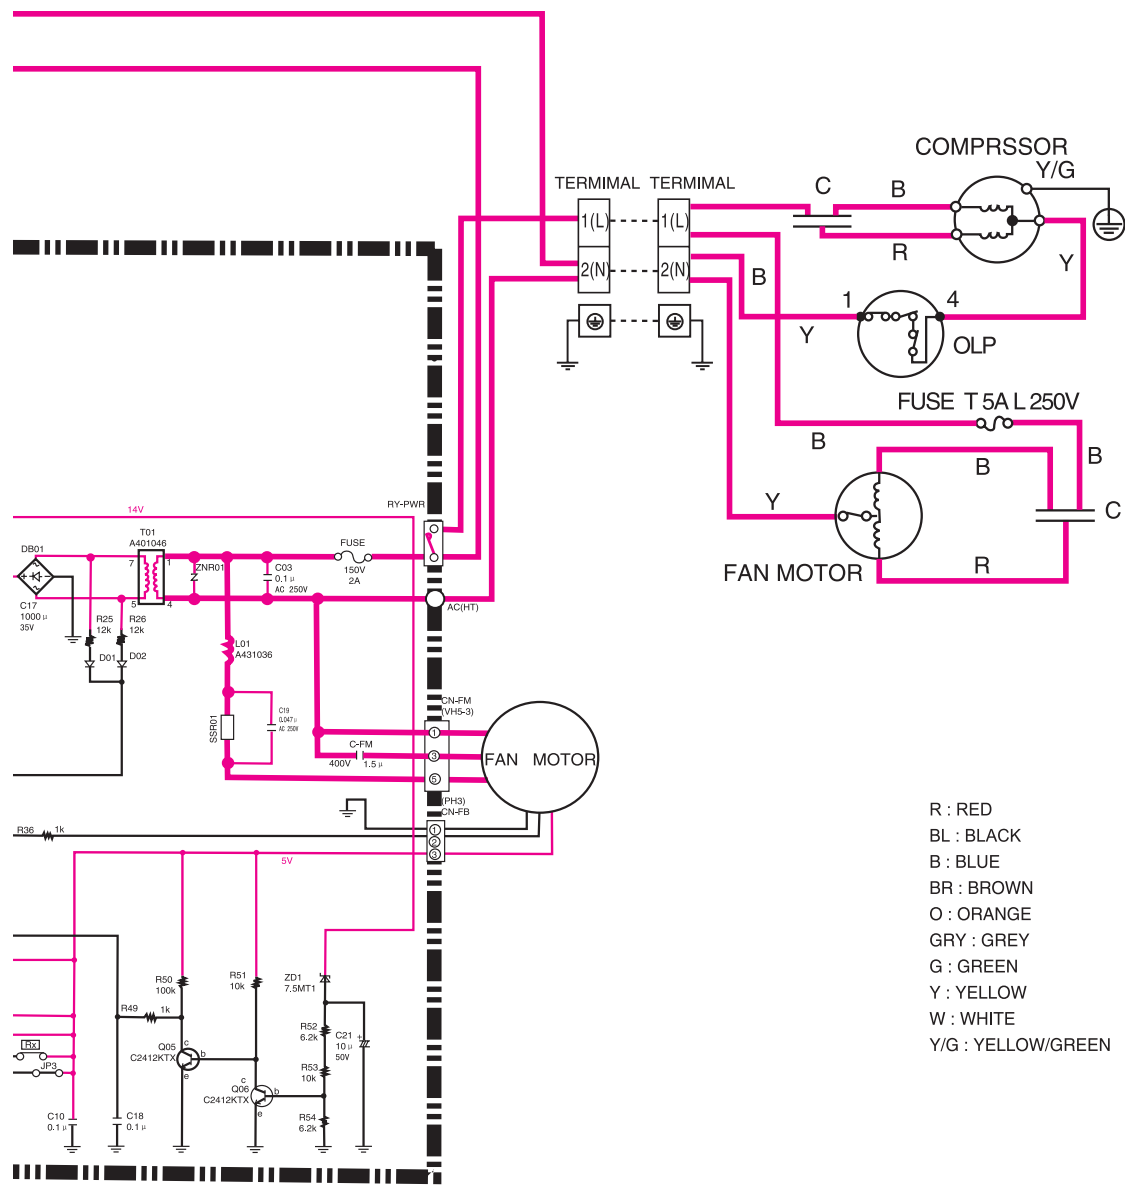 COMPRSSOR
Y/G
TERMIMAL TERMIMAL
C
B
1(L)
1(L)
R
Y
2(N)
2(N)
B
1
4
Y
OLP
FUSE T 5A L 250V
B
B
B
Y
C
R
FAN MOTOR
RY-PWR
14V
T01
A401046
FUSE
150V
2A
DB01
7
1
ZNR01
Z
C03
0.1 μ
AC 250V
5
4
AC(HT)
C17
1000 μ
35V
R25
12k
R26
12k
D01
D02
L01
A431036
SSR01
C19
0.047 μ
AC 250V
CN-FM
(VH5-3)
1
3
5
C-FM
400V
1.5 μ
FAN MOTOR
(PH3)
CN-FB
1
2
3
R36
1k
5V
R : RED
BL : BLACK
B : BLUE
BR : BROWN
O : ORANGE
GRY : GREY
G : GREEN
Y : YELLOW
W : WHITE
Y/G : YELLOW/GREEN
R50
100k
R51
10k
ZD1
7.5MT1
R49
1k
R52
6.2k
C21
10 μ
50V
+
Rx
JP3
Q05
C2412KTX
c
b
e
R53
10k
Q06
C2412KTX
c
b
e
R54
6.2k
C10
0.1 μ
C18
0.1 μ